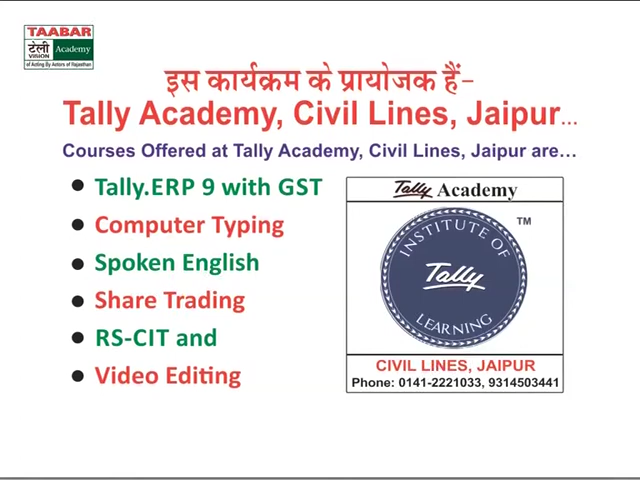 TAABAR
टेली Academy
VISION
of Acting By Actors of Rajasthan
इस कार्यक्रम के प्रायोजक हैं-
Tally Academy, Civil Lines, Jaipur...
Courses Offered at Tally Academy, Civil Lines, Jaipur are...
• Tally.ERP 9 with GST
• Computer Typing
• Spoken English
• Share Trading
• RS-CIT and
• Video Editing
Tally Academy
TM
INSTITUTE OF
Tally
LEARNING
CIVIL LINES, JAIPUR
Phone: 0141-2221033, 9314503441